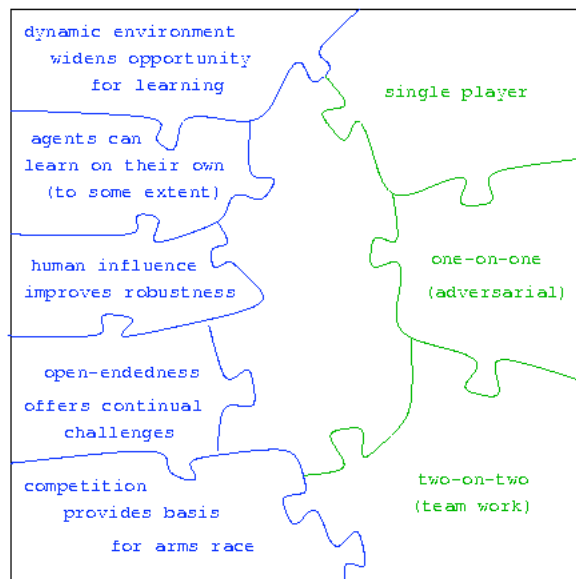 dynamic environment
widens opportunity
for learning
agents can
learn on their own
(to some extent)
human influence
improves robustness
open-endedness
offers continual
challenges
competition
provides basis
for arms race
single player
one-on-one
(adversarial)
two-on-two
(team work)